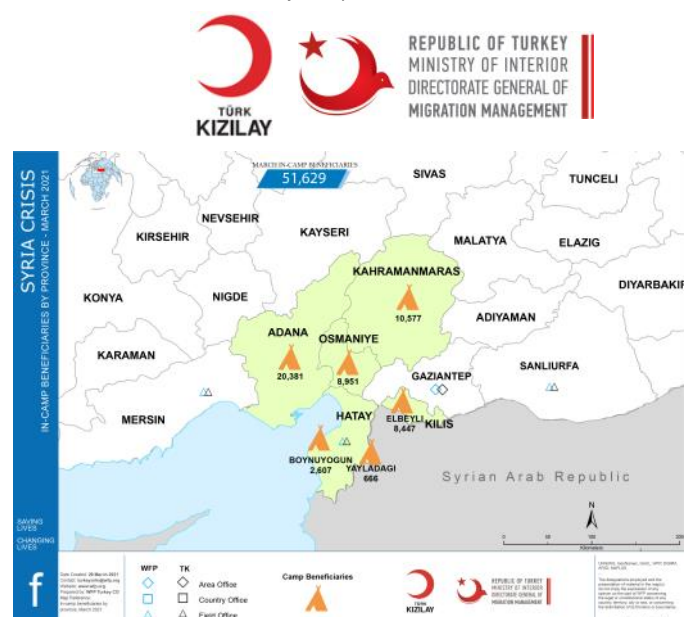 TÜRK
KIZILAY
REPUBLIC OF TURKEY
MINISTRY OF INTERIOR
DIRECTORATE GENERAL OF
MIGRATION MANAGEMENT
SYRIA CRISIS
IN-CAMP BENEFICIARIES BY PROVINCE - MARCH 2021
MARCH IN-CAMP BENEFICIARIES
51,629
SIVAS
TUNCELI
NEVSEHIR
KIRSEHIR
KAYSERI
MALATYA
ELAZIG
KAHRAMANMARAS
10,577
DIYARBAKIR
KONYA
NIGDE
ADIYAMAN
ADANA
20,381
OSMANIYE
8,951
KARAMAN
GAZIANTEP
SANLIURFA
MERSIN
HATAY
ELBEYLI
8,447
KILIS
BOYNUYOGUN
2,607
YAYLADAGI
666
Syrian Arab Republic
N
SAVING
LIVES
CHANGING
LIVES
f
WFP
TK
Area Office
Country Office
Field Office
Camp Beneficiaries
TÜRK
KIZILAY
REPUBLIC OF TURKEY
MINISTRY OF INTERIOR
DIRECTORATE GENERAL OF
MIGRATION MANAGEMENT